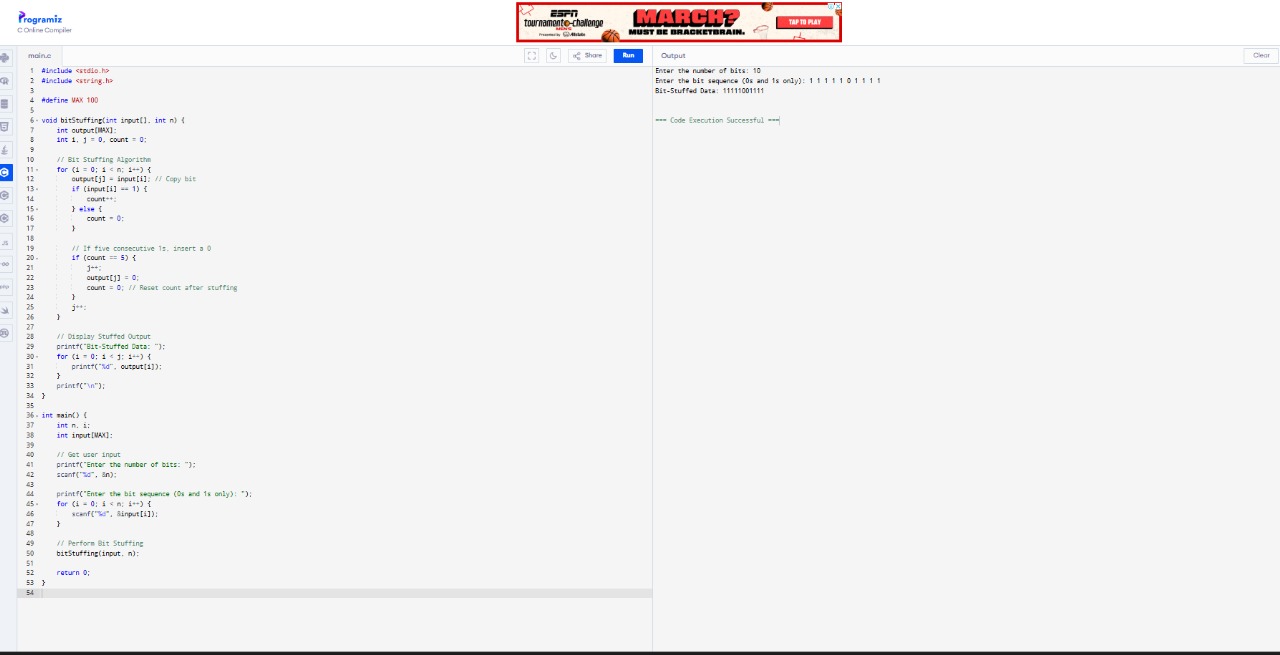 Programiz
C Online Compiler
ESPN
tournament challenge
MEN'S
Presented by Allstate
MARCH?
MUST BE BRACKETBRAIN.
TAP TO PLAY
main.c
Share
Run
Output
Clear
1 #include <stdio.h>
2 #include <string.h>
3
4 #define MAX 100
5
6 void bitStuffing(int input[], int n) {
7 int output[MAX];
8 int i, j = 0, count = 0;
9
10 // Bit Stuffing Algorithm
11 for (i = 0; i < n; i++) {
12 output[j] = input[i]; // Copy bit
13 if (input[i] == 1) {
14 count++;
15 } else {
16 count = 0;
17 }
18
19 // If five consecutive 1s, insert a 0
20 if (count == 5) {
21 j++;
22 output[j] = 0;
23 count = 0; // Reset count after stuffing
24 }
25 j++;
26 }
27
28 // Display Stuffed Output
29 printf("Bit-Stuffed Data: ");
30 for (i = 0; i < j; i++) {
31 printf("%d", output[i]);
32 }
33 printf("\n");
34 }
35
36 int main() {
37 int n, i;
38 int input[MAX];
39
40 // Get user input
41 printf("Enter the number of bits: ");
42 scanf("%d", &n);
43
44 printf("Enter the bit sequence (0s and 1s only): ");
45 for (i = 0; i < n; i++) {
46 scanf("%d", &input[i]);
47 }
48
49 // Perform Bit Stuffing
50 bitStuffing(input, n);
51
52 return 0;
53 }
54
Enter the number of bits: 10
Enter the bit sequence (0s and 1s only): 1 1 1 1 1 0 1 1 1 1
Bit-Stuffed Data: 11111001111
=== Code Execution Successful ===
JS
GO
php